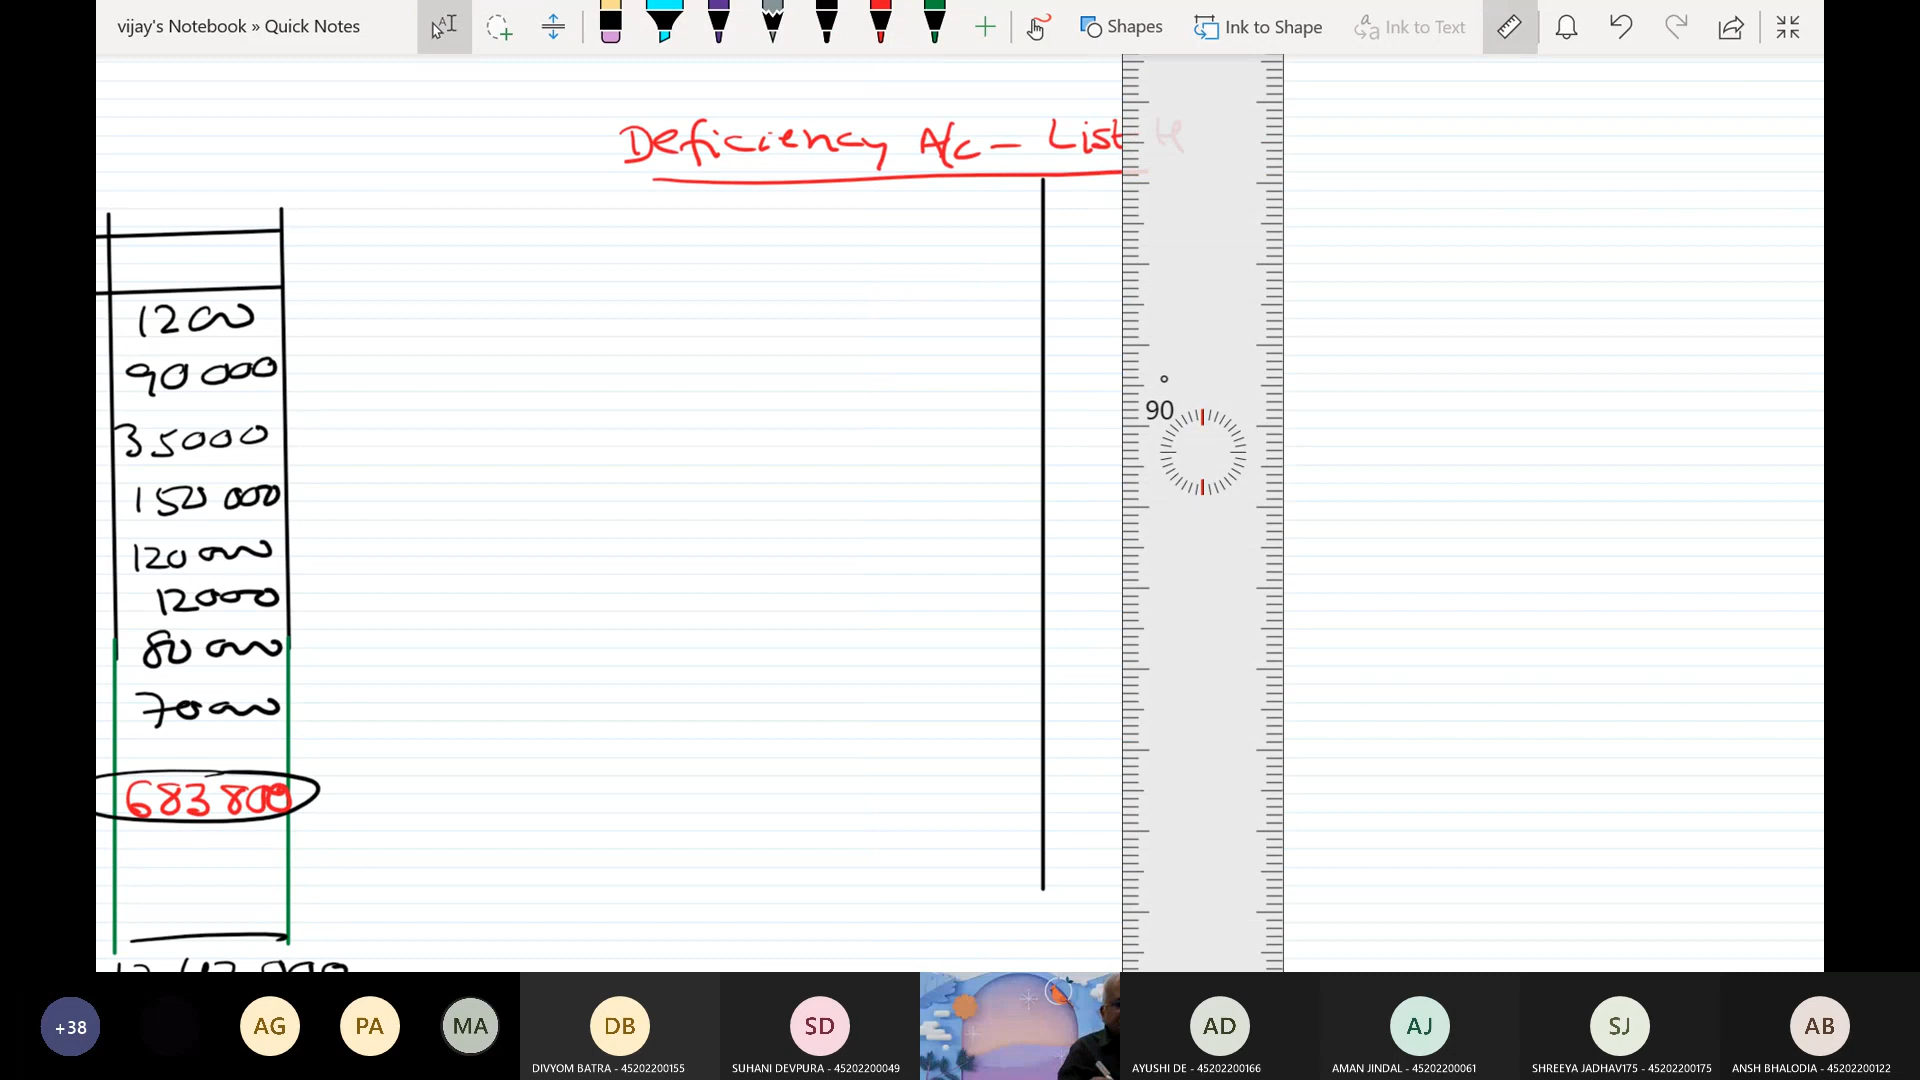 vijay's Notebook » Quick Notes
Shapes
Ink to Shape
Ink to Text
Deficiency A/c - List H
1200
90000
35000
150000
120000
12000
80000
70000
683800
90°
+38
AG
PA
MA
DB
DIVYOM BATRA - 45202200155
SD
SUHANI DEVPURA - 45202200049
AD
AYUSHI DE - 45202200166
AJ
AMAN JINDAL - 45202200061
SJ
SHREEYA JADHAV175 - 45202200175
AB
ANSH BHALODIA - 45202200122